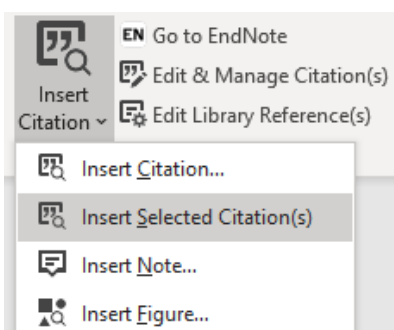 Insert
Citation
EN Go to EndNote
Edit & Manage Citation(s)
Edit Library Reference(s)
Insert Citation...
Insert Selected Citation(s)
Insert Note...
Insert Figure...